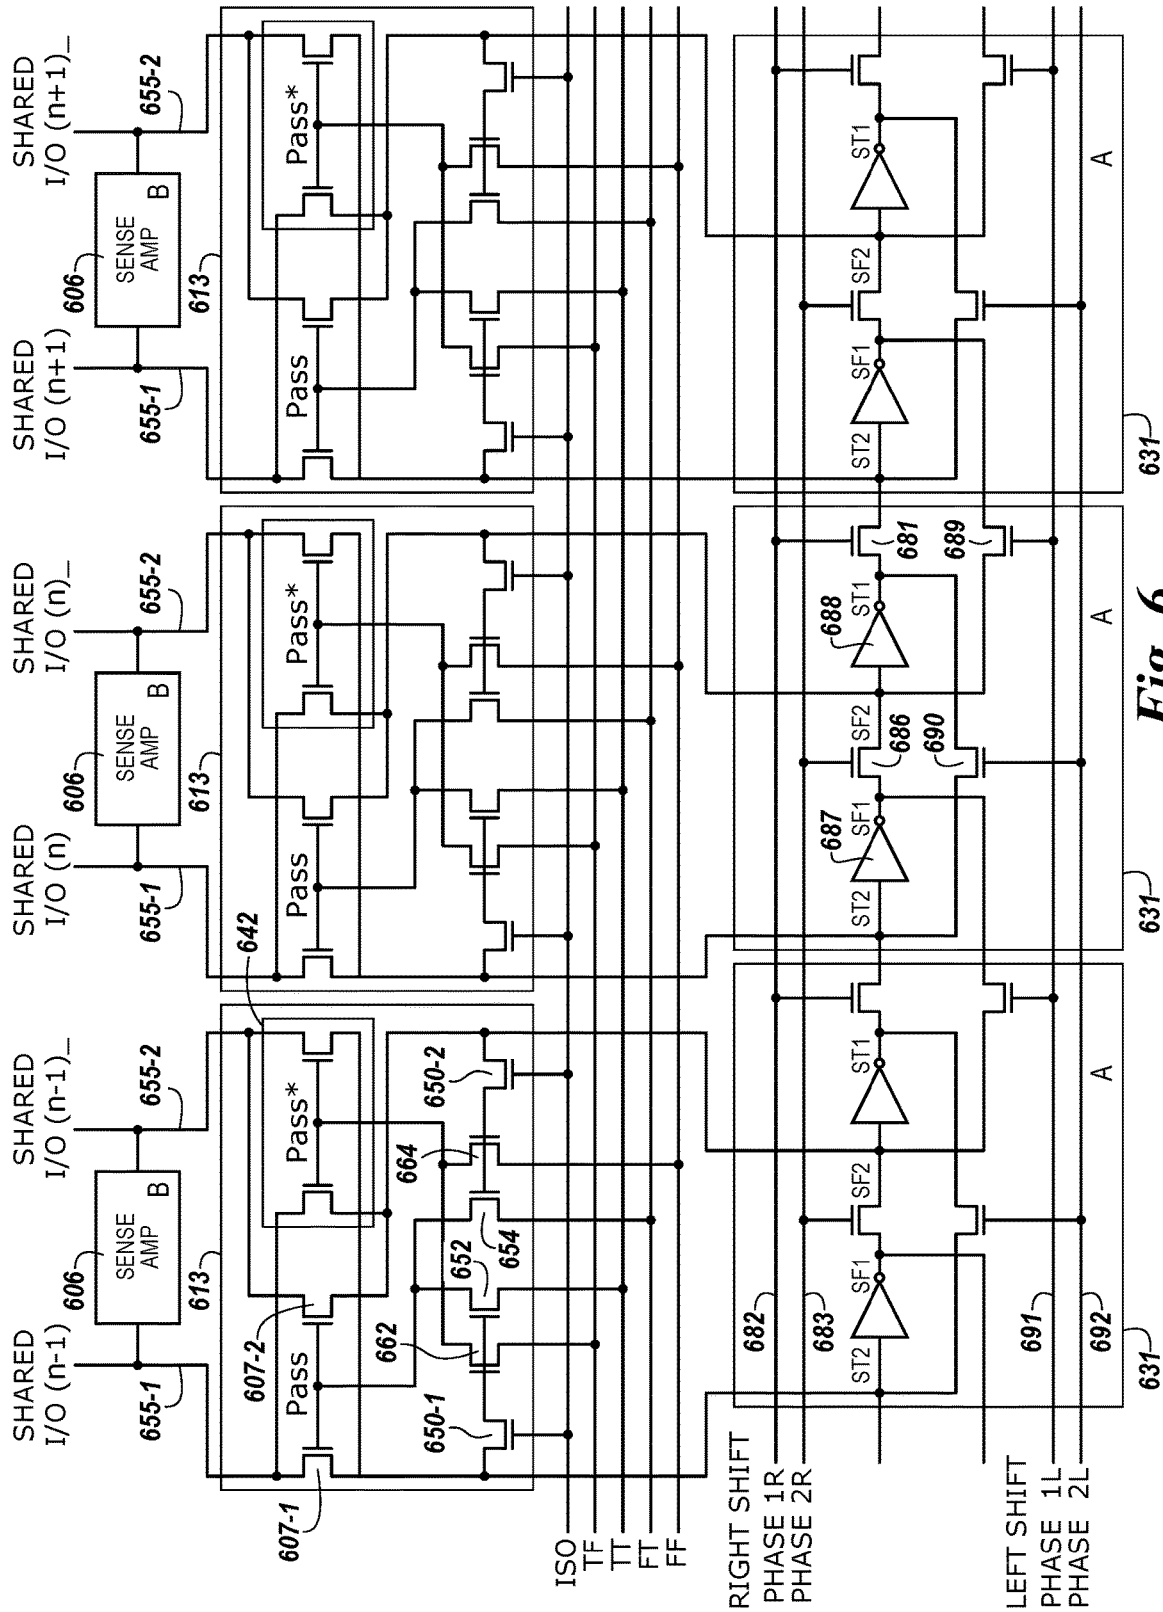 SHARED
I/O (n-1)
SHARED
I/O (n-1)_
SHARED
I/O (n)
SHARED
I/O (n)_
SHARED
I/O (n+1)
SHARED
I/O (n+1)_
655-1
606
SENSE
AMP
B
655-2
655-1
606
SENSE
AMP
B
655-2
655-1
606
SENSE
AMP
B
655-2
613
642
613
613
607-1
Pass
607-2
Pass*
Pass
Pass*
Pass
Pass*
650-1
662
652
654
664
650-2
ISO
TF
TT
FT
FF
RIGHT SHIFT
PHASE 1R
682
PHASE 2R
683
ST2
SF1
SF2
ST1
ST2
687
SF1
SF2
686
688
ST1
681
ST2
SF1
SF2
ST1
690
689
LEFT SHIFT
PHASE 1L
691
PHASE 2L
692
A
A
A
631
631
631
Fig. 6